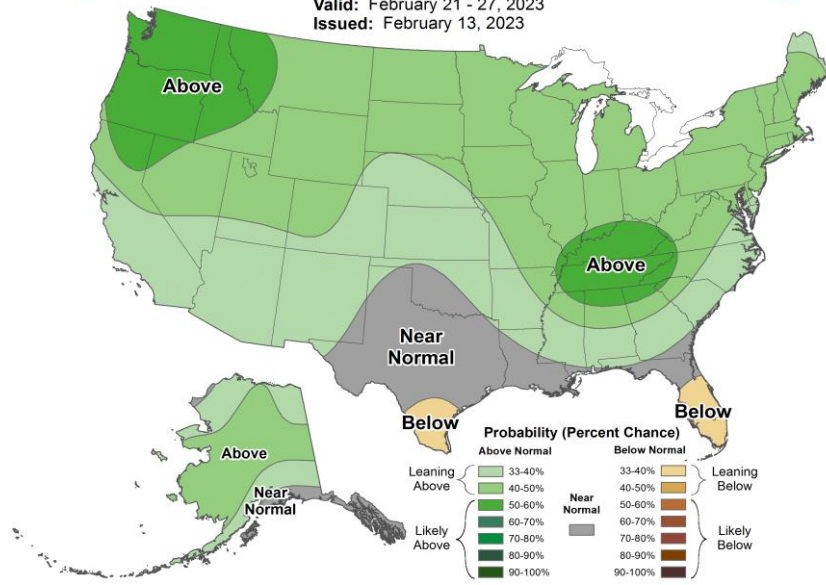 Valid: February 21 - 27, 2023
Issued: February 13, 2023
Above
Above
Near
Normal
Below
Below
Above
Near
Normal
Probability (Percent Chance)
Above Normal
Below Normal
Leaning
Above
33-40%
40-50%
Likely
Above
50-60%
60-70%
70-80%
80-90%
90-100%
Near
Normal
33-40%
40-50%
Leaning
Below
50-60%
60-70%
70-80%
80-90%
90-100%
Likely
Below